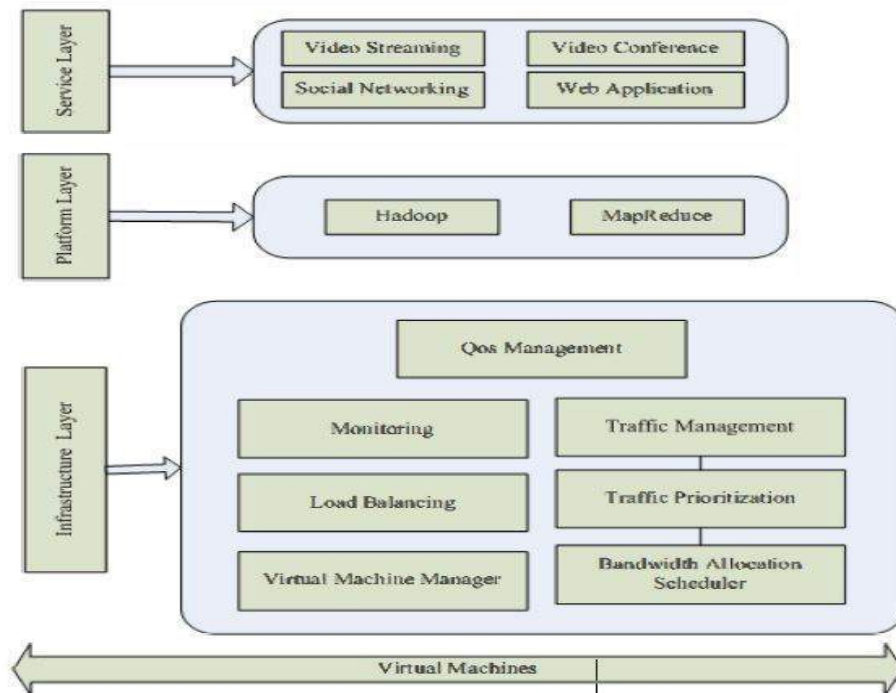 Service Layer
Video Streaming
Video Conference
Social Networking
Web Application
Platform Layer
Hadoop
MapReduce
Infrastructure Layer
Qos Management
Monitoring
Traffic Management
Load Balancing
Traffic Prioritization
Virtual Machine Manager
Bandwidth Allocation
Scheduler
Virtual Machines